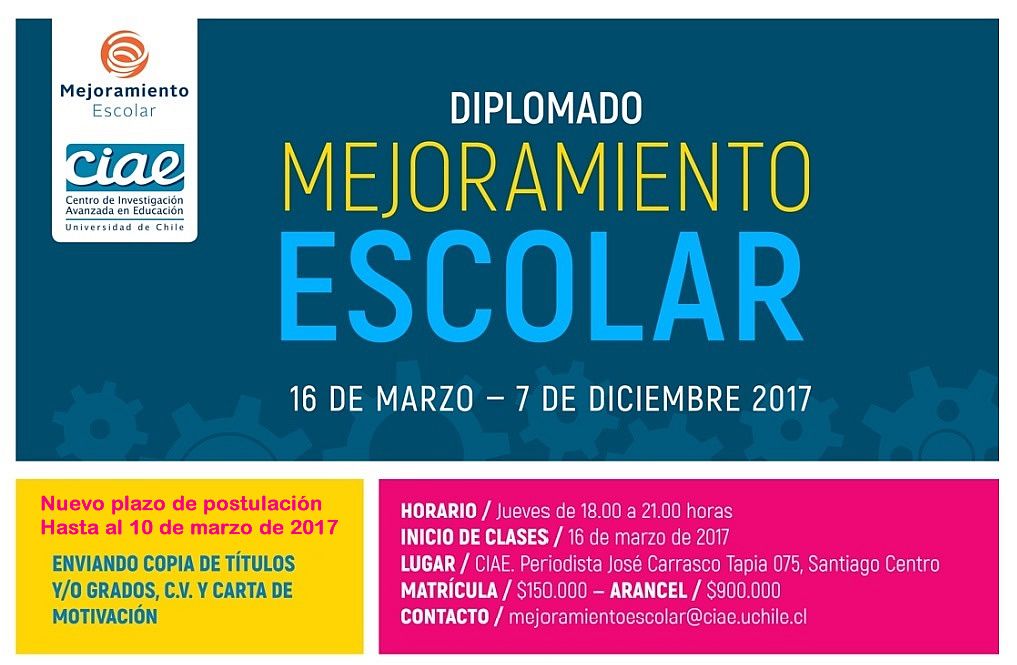 Mejoramiento
Escolar
ciae
Centro de Investigación
Avanzada en Educación
Universidad de Chile
DIPLOMADO
MEJORAMIENTO
ESCOLAR
16 DE MARZO – 7 DE DICIEMBRE 2017
Nuevo plazo de postulación
Hasta al 10 de marzo de 2017
ENVIANDO COPIA DE TÍTULOS
Y/O GRADOS, C.V. Y CARTA DE
MOTIVACIÓN
HORARIO / Jueves de 18.00 a 21.00 horas
INICIO DE CLASES / 16 de marzo de 2017
LUGAR / CIAE. Periodista José Carrasco Tapia 075, Santiago Centro
MATRÍCULA / $150.000 – ARANCEL / $900.000
CONTACTO / mejoramientoescolar@ciae.uchile.cl